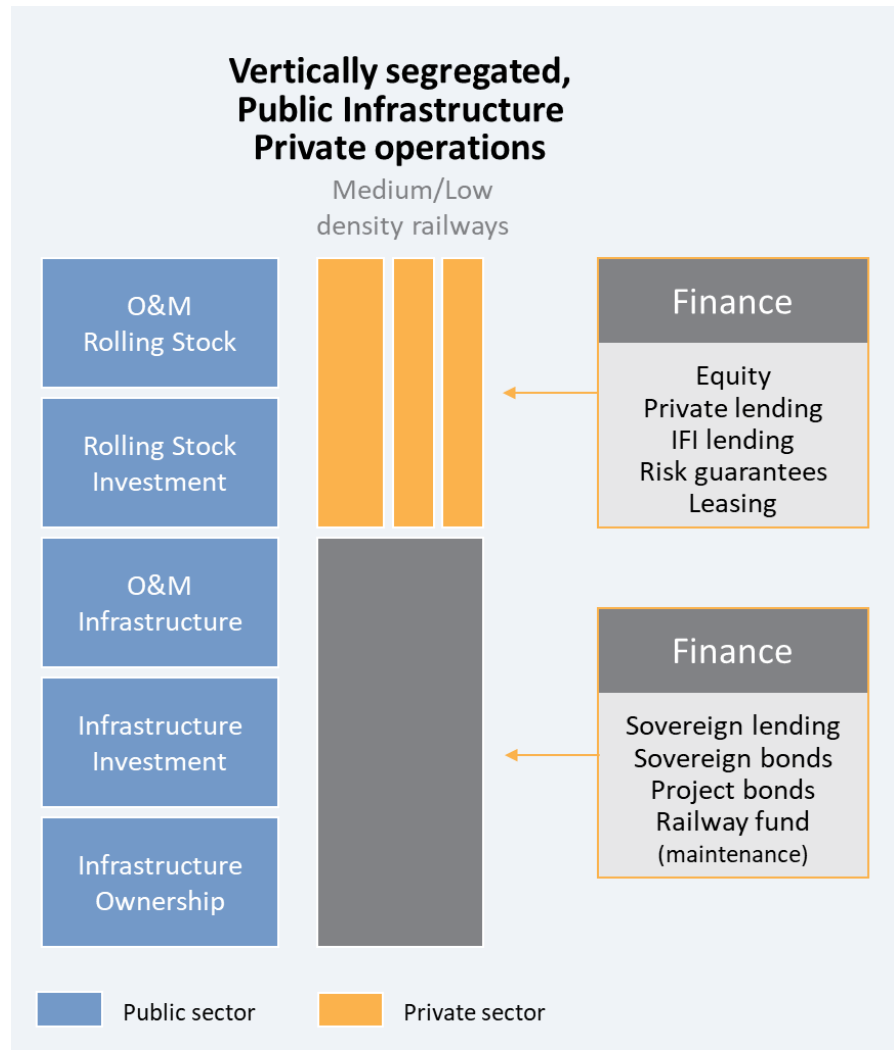 Vertically segregated,
Public Infrastructure
Private operations
Medium/Low
density railways
O&M
Rolling Stock
Rolling Stock
Investment
O&M
Infrastructure
Infrastructure
Investment
Infrastructure
Ownership
Finance
Equity
Private lending
IFI lending
Risk guarantees
Leasing
Finance
Sovereign lending
Sovereign bonds
Project bonds
Railway fund
(maintenance)
Public sector
Private sector